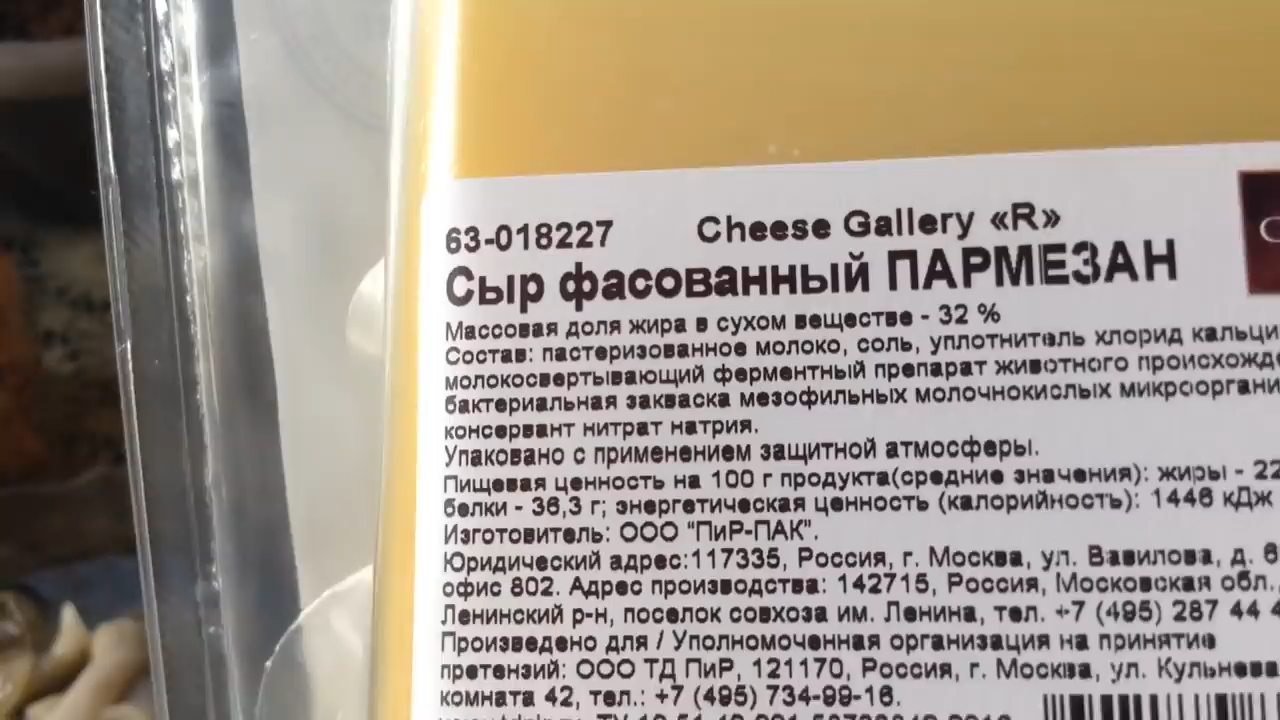 63-018227 Cheese Gallery «R»
Сыр фасованный ПАРМЕЗАН
Массовая доля жира в сухом веществе - 32 %
Состав: пастеризованное молоко, соль, уплотнитель хлорид кальци
молокосвертывающий ферментный препарат животного происхожде
бактериальная закваска мезофильных молочнокислых микрооргани
консервант нитрат натрия.
Упаковано с применением защитной атмосферы.
Пищевая ценность на 100 г продукта(средние значения): жиры - 22
белки - 36,3 г; энергетическая ценность (калорийность): 1446 кДж
Изготовитель: ООО "ПиР-ПАК".
Юридический адрес:117335, Россия, г. Москва, ул. Вавилова, д.
офис 802. Адрес производства: 142715, Россия, Московская обл.,
Ленинский р-н, поселок совхоза им. Ленина, тел. +7 (495) 287 44 4
Произведено для / Уполномоченная организация на принятие
претензий: ООО ТД ПиР, 121170, Россия, г. Москва, ул. Кульнева
комната 42, тел.: +7 (495) 734-99-16.